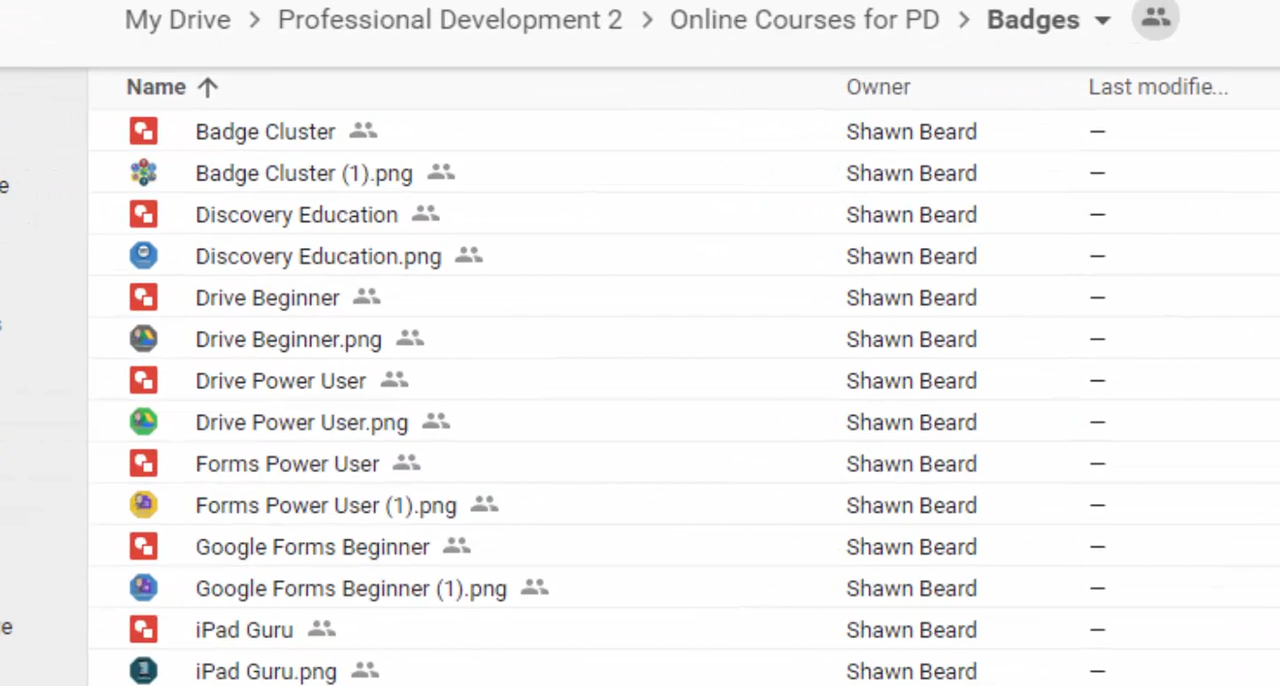 My Drive > Professional Development 2 > Online Courses for PD > Badges
Name Owner Last modifie...
Badge Cluster Shawn Beard —
Badge Cluster (1).png Shawn Beard —
Discovery Education Shawn Beard —
Discovery Education.png Shawn Beard —
Drive Beginner Shawn Beard —
Drive Beginner.png Shawn Beard —
Drive Power User Shawn Beard —
Drive Power User.png Shawn Beard —
Forms Power User Shawn Beard —
Forms Power User (1).png Shawn Beard —
Google Forms Beginner Shawn Beard —
Google Forms Beginner (1).png Shawn Beard —
iPad Guru Shawn Beard —
iPad Guru.png Shawn Beard —